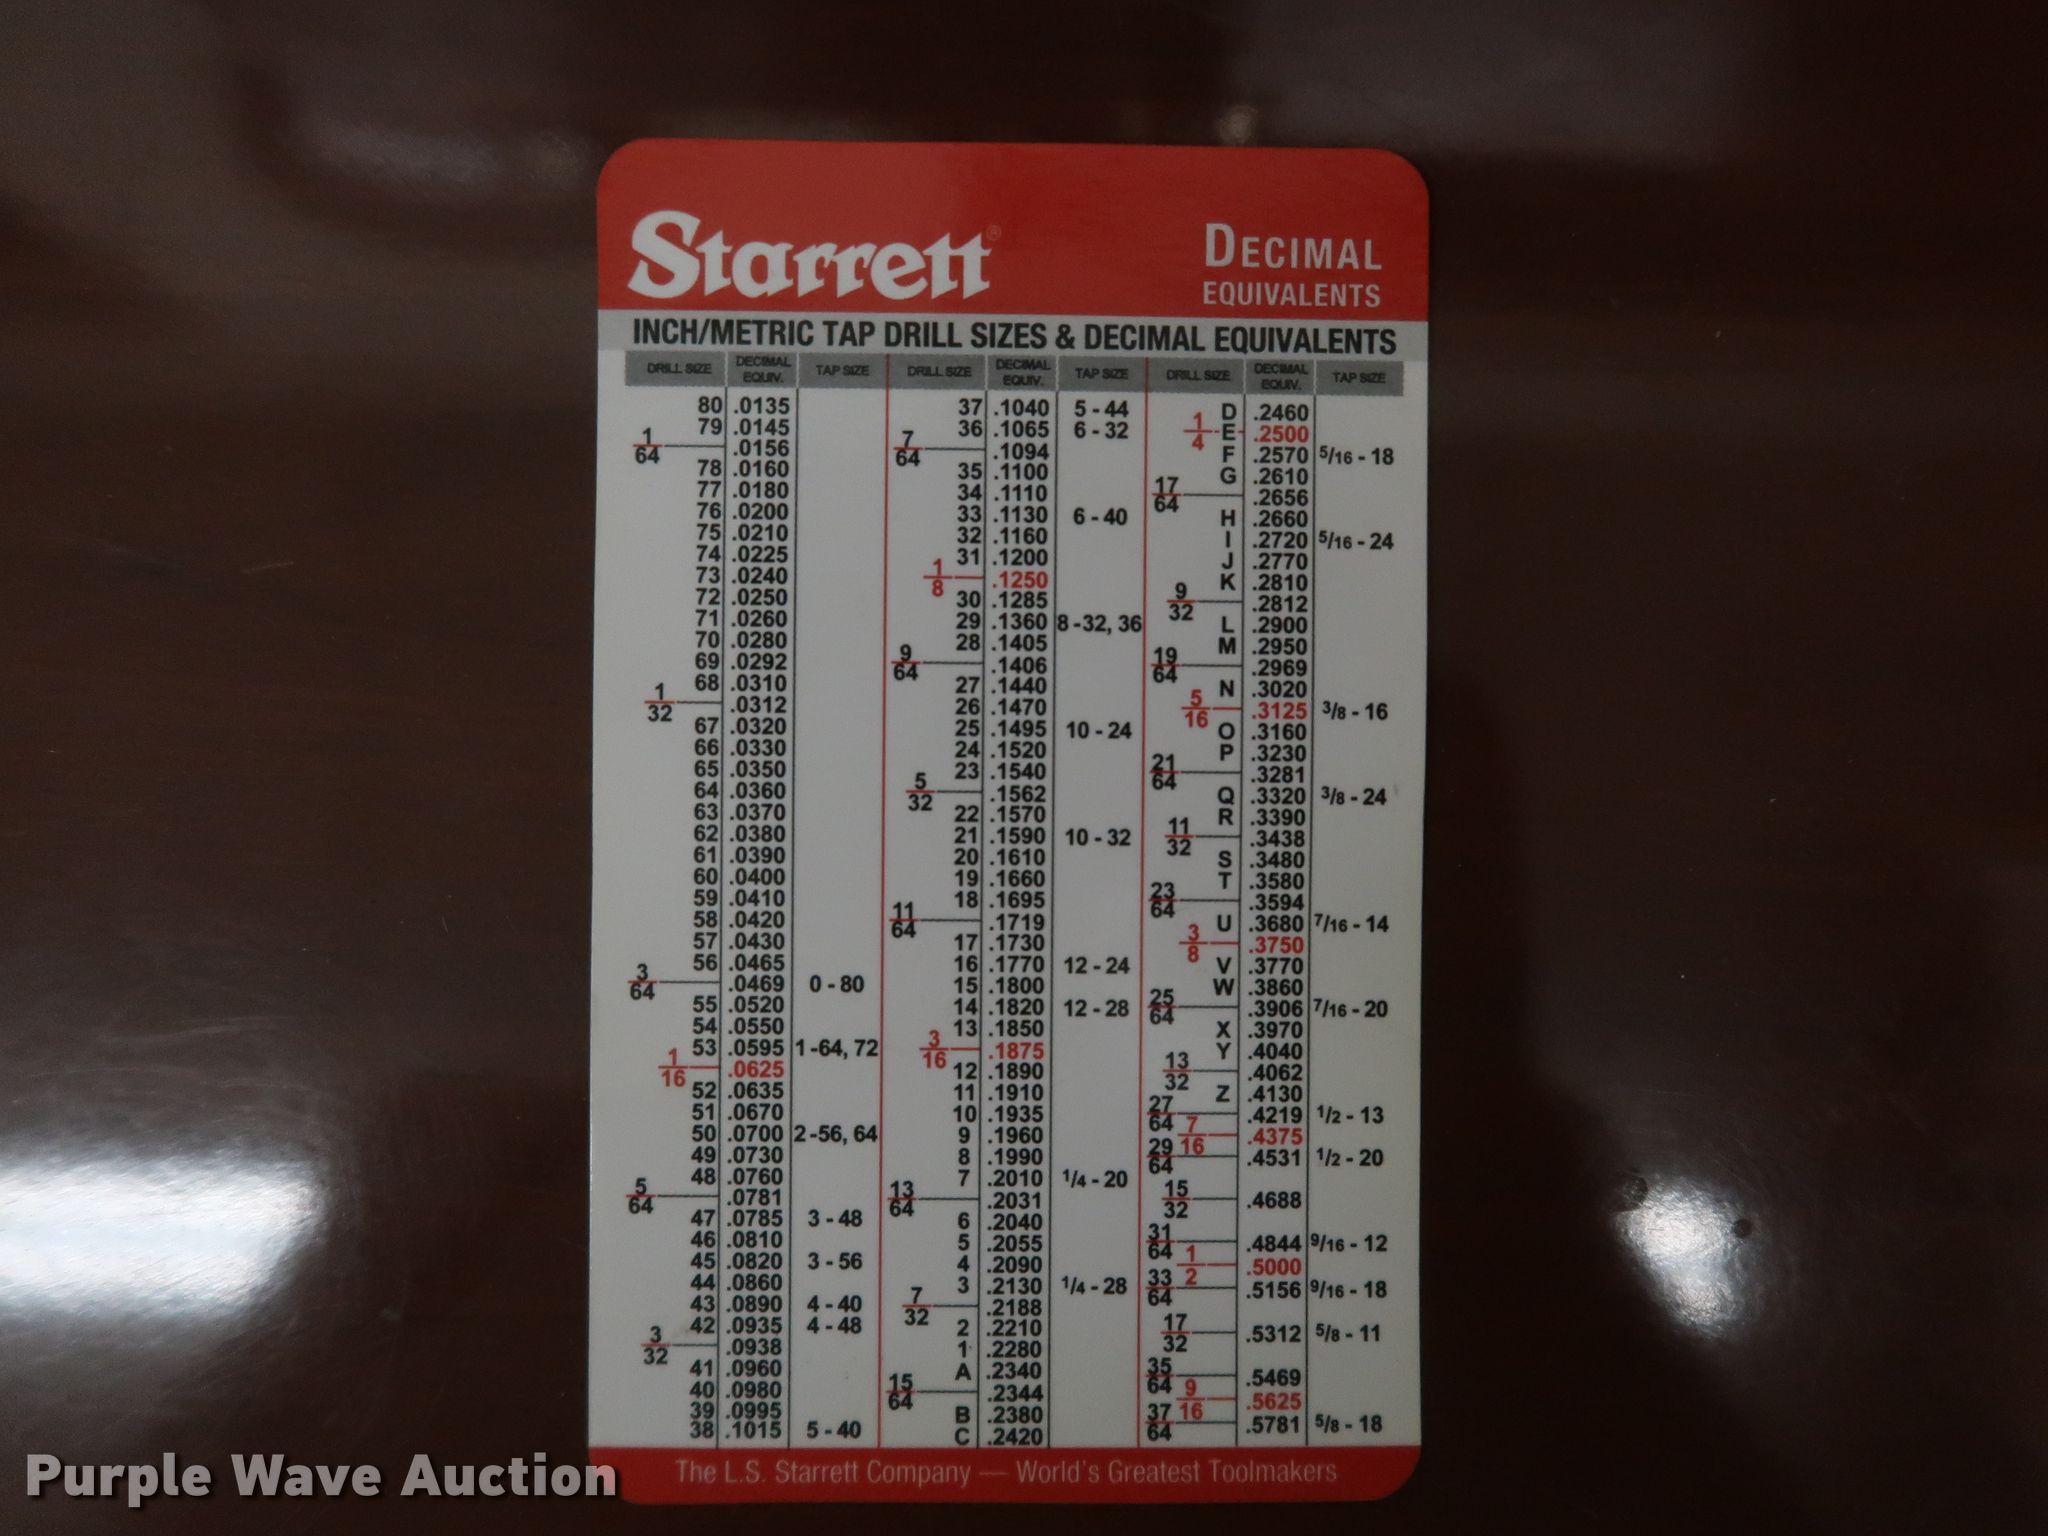 Starrett®
DECIMAL
EQUIVALENTS
INCH/METRIC TAP DRILL SIZES & DECIMAL EQUIVALENTS
DRILL SIZE DECIMAL EQUIV. TAP SIZE DRILL SIZE DECIMAL EQUIV. TAP SIZE DRILL SIZE DECIMAL EQUIV. TAP SIZE
80 .0135
79 .0145
1/64 .0156
78 .0160
77 .0180
76 .0200
75 .0210
74 .0225
73 .0240
72 .0250
71 .0260
70 .0280
69 .0292
68 .0310
1/32 .0312
67 .0320
66 .0330
65 .0350
64 .0360
63 .0370
62 .0380
61 .0390
60 .0400
59 .0410
58 .0420
57 .0430
56 .0465
3/64 .0469 0 - 80
55 .0520
54 .0550
53 .0595 1 -64, 72
1/16 .0625
52 .0635
51 .0670
50 .0700 2 -56, 64
49 .0730
48 .0760
5/64 .0781
47 .0785 3 - 48
46 .0810
45 .0820 3 - 56
44 .0860
43 .0890 4 - 40
42 .0935 4 - 48
3/32 .0938
41 .0960
40 .0980
39 .0995
38 .1015 5 - 40
37 .1040 5 - 44
36 .1065 6 - 32
7/64 .1094
35 .1100
34 .1110
33 .1130 6 - 40
32 .1160
31 .1200
1/8 .1250
30 .1285
29 .1360 8 -32, 36
28 .1405
9/64 .1406
27 .1440
26 .1470
25 .1495 10 - 24
24 .1520
23 .1540
5/32 .1562
22 .1570
21 .1590 10 - 32
20 .1610
19 .1660
18 .1695
11/64 .1719
17 .1730
16 .1770 12 - 24
15 .1800
14 .1820 12 - 28
13 .1850
3/16 .1875
12 .1890
11 .1910
10 .1935
9 .1960
8 .1990
7 .2010 1/4 - 20
13/64 .2031
6 .2040
5 .2055
4 .2090
3 .2130 1/4 - 28
7/32 .2188
2 .2210
1 .2280
A .2340
15/64 .2344
B .2380
C .2420
D .2460
1/4 E .2500
F .2570 5/16 - 18
G .2610
17/64 .2656
H .2660
I .2720 5/16 - 24
J .2770
K .2810
9/32 .2812
L .2900
M .2950
19/64 .2969
N .3020
5/16 .3125 3/8 - 16
O .3160
P .3230
21/64 .3281
Q .3320 3/8 - 24
R .3390
11/32 .3438
S .3480
T .3580
23/64 .3594
U .3680 7/16 - 14
3/8 .3750
V .3770
W .3860
25/64 .3906 7/16 - 20
X .3970
Y .4040
13/32 .4062
Z .4130
27/64 .4219 1/2 - 13
7/16 .4375
29/64 .4531 1/2 - 20
15/32 .4688
31/64 .4844 9/16 - 12
1/2 .5000
33/64 .5156 9/16 - 18
17/32 .5312 5/8 - 11
35/64 .5469
9/16 .5625
37/64 .5781 5/8 - 18
The L.S. Starrett Company — World's Greatest Toolmakers
Purple Wave Auction